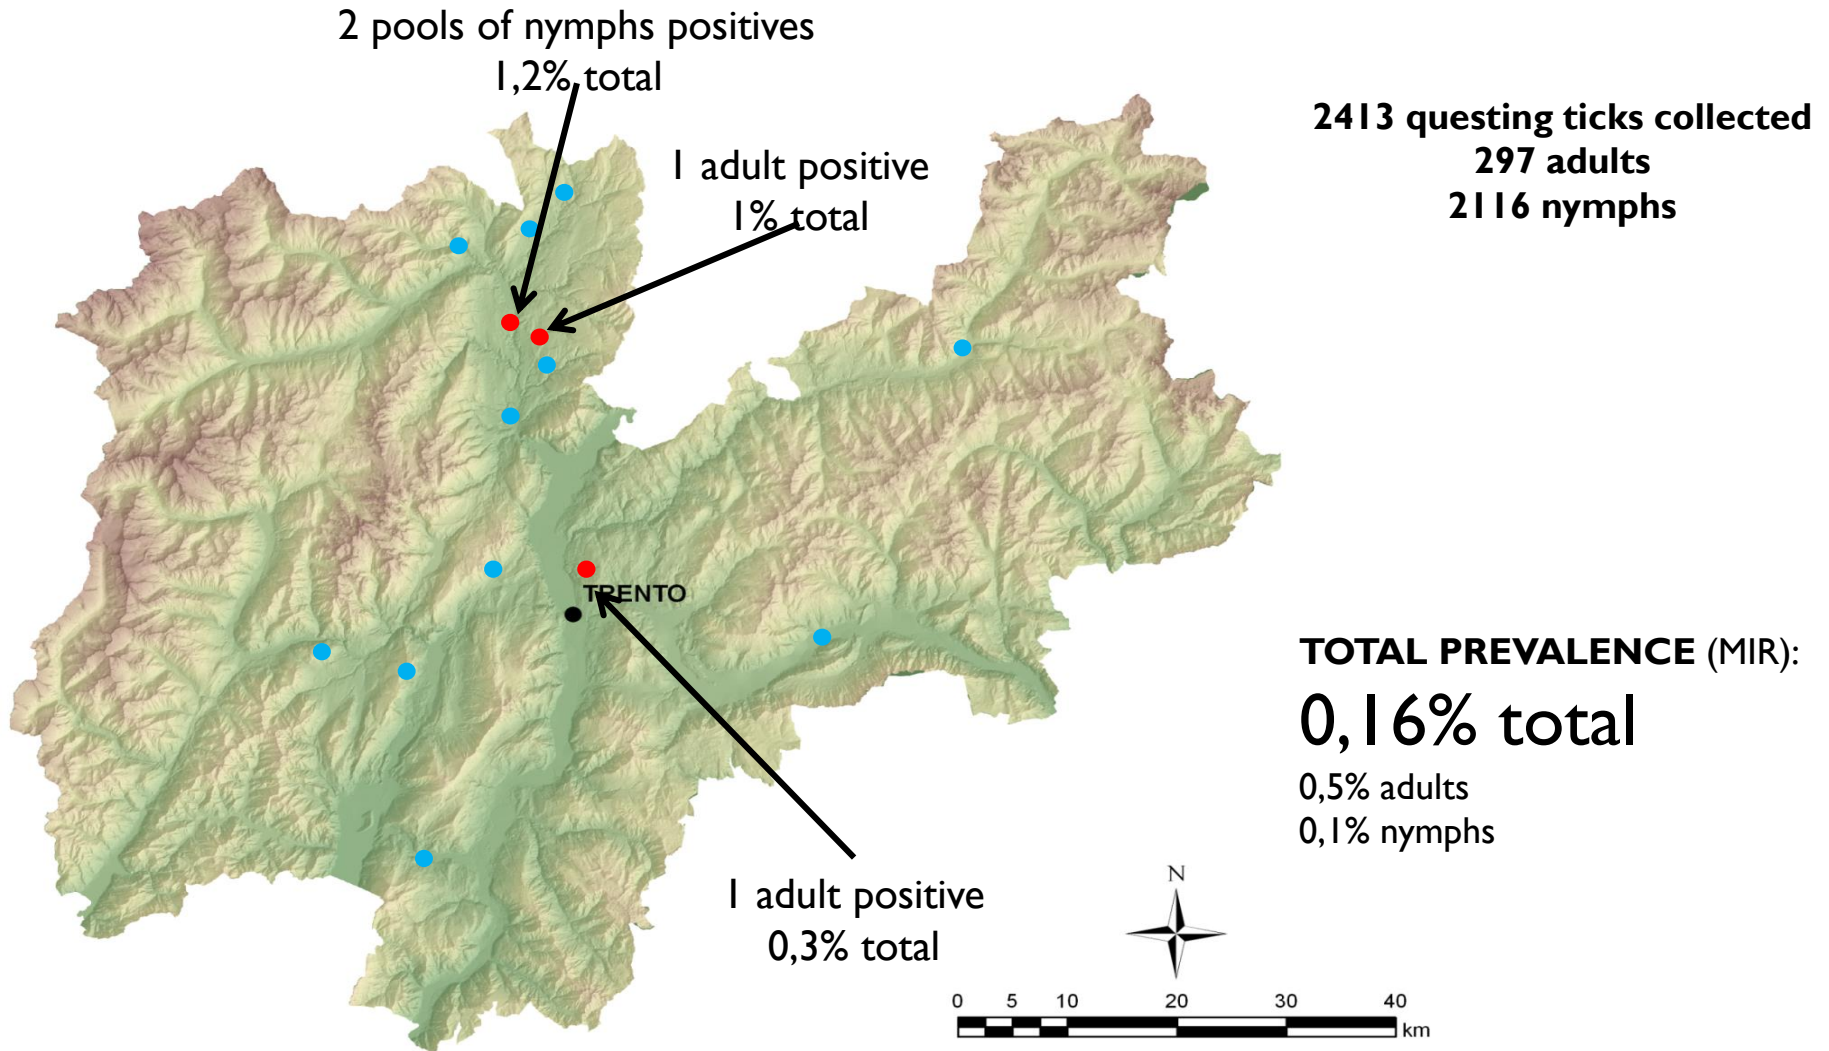 2 pools of nymphs positives
1,2% total
1 adult positive
1% total
2413 questing ticks collected
297 adults
2116 nymphs
TRENTO
TOTAL PREVALENCE (MIR):
0,16% total
0,5% adults
0,1% nymphs
1 adult positive
0,3% total
N
0 5 10 20 30 40
km